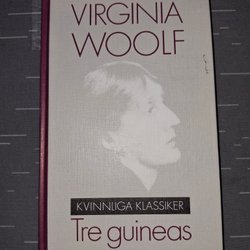 VIRGINIA
WOOLF
KVINNLIGA KLASSIKER
Tre guineas